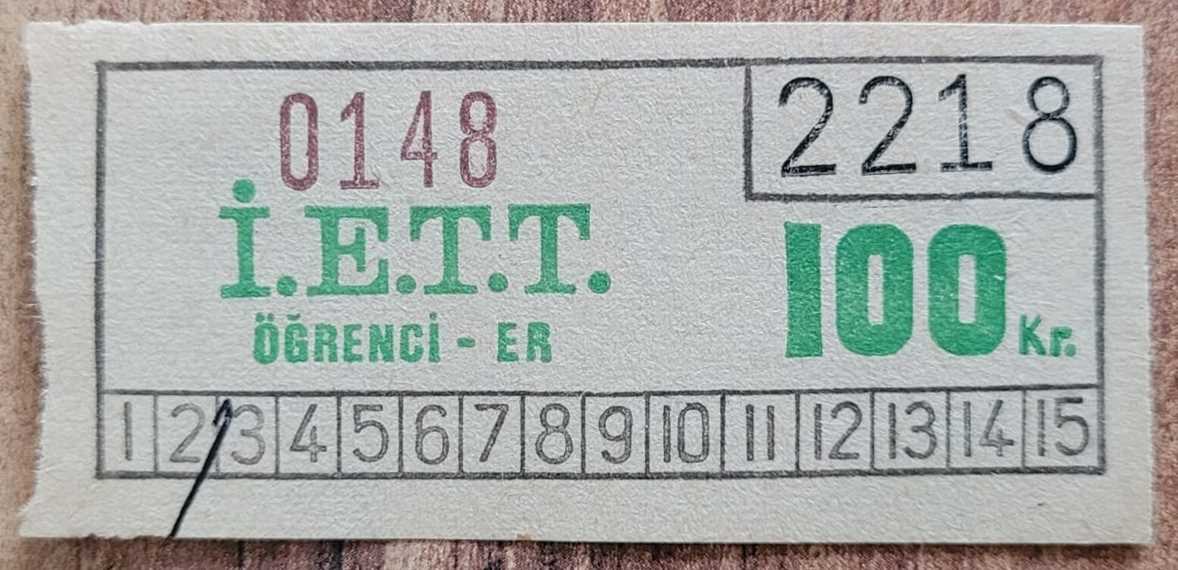 0148
2218
İ.E.T.T.
100 Kr.
ÖĞRENCİ - ER
1 2 3 4 5 6 7 8 9 10 11 12 13 14 15